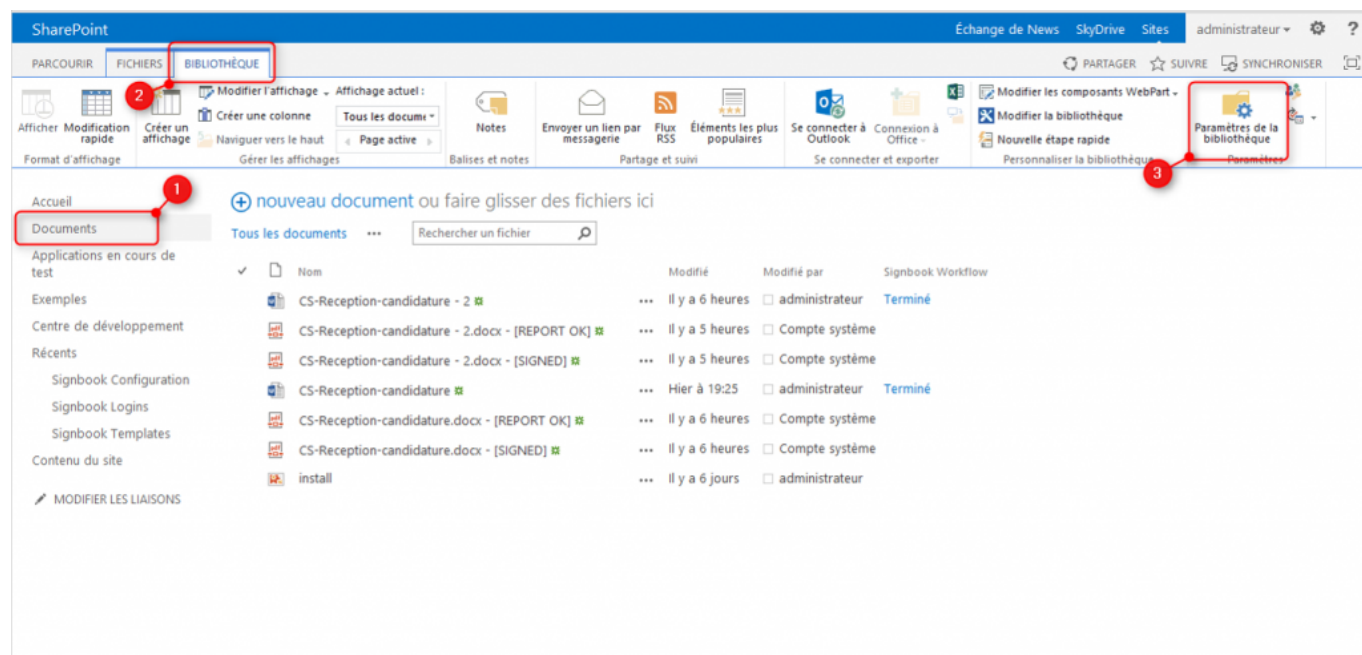 SharePoint Échange de News SkyDrive Sites administrateur ?
PARCOURIR FICHIERS BIBLIOTHÈQUE PARTAGER SUIVRE SYNCHRONISER
2
Afficher Modification rapide
Créer un affichage
Modifier l'affichage
Créer une colonne
Naviguer vers le haut
Affichage actuel :
Tous les docume
Page active
Notes
Envoyer un lien par messagerie
Flux RSS
Éléments les plus populaires
Se connecter à Outlook
Connexion à Office
Modifier les composants WebPart
Modifier la bibliothèque
Nouvelle étape rapide
Paramètres de la bibliothèque
Format d'affichage Gérer les affichages Balises et notes Partage et suivi Se connecter et exporter Personnaliser la bibliothèque Paramètres
3
1
Accueil
Documents
Applications en cours de
test
Exemples
Centre de développement
Récents
Signbook Configuration
Signbook Logins
Signbook Templates
Contenu du site
MODIFIER LES LIAISONS
nouveau document ou faire glisser des fichiers ici
Tous les documents ••• Rechercher un fichier
Nom Modifié Modifié par Signbook Workflow
CS-Reception-candidature - 2 ••• Il y a 6 heures administrateur Terminé
CS-Reception-candidature - 2.docx - [REPORT OK] ••• Il y a 5 heures Compte système
CS-Reception-candidature - 2.docx - [SIGNED] ••• Il y a 5 heures Compte système
CS-Reception-candidature ••• Hier à 19:25 administrateur Terminé
CS-Reception-candidature.docx - [REPORT OK] ••• Il y a 6 heures Compte système
CS-Reception-candidature.docx - [SIGNED] ••• Il y a 6 heures Compte système
install ••• Il y a 6 jours administrateur